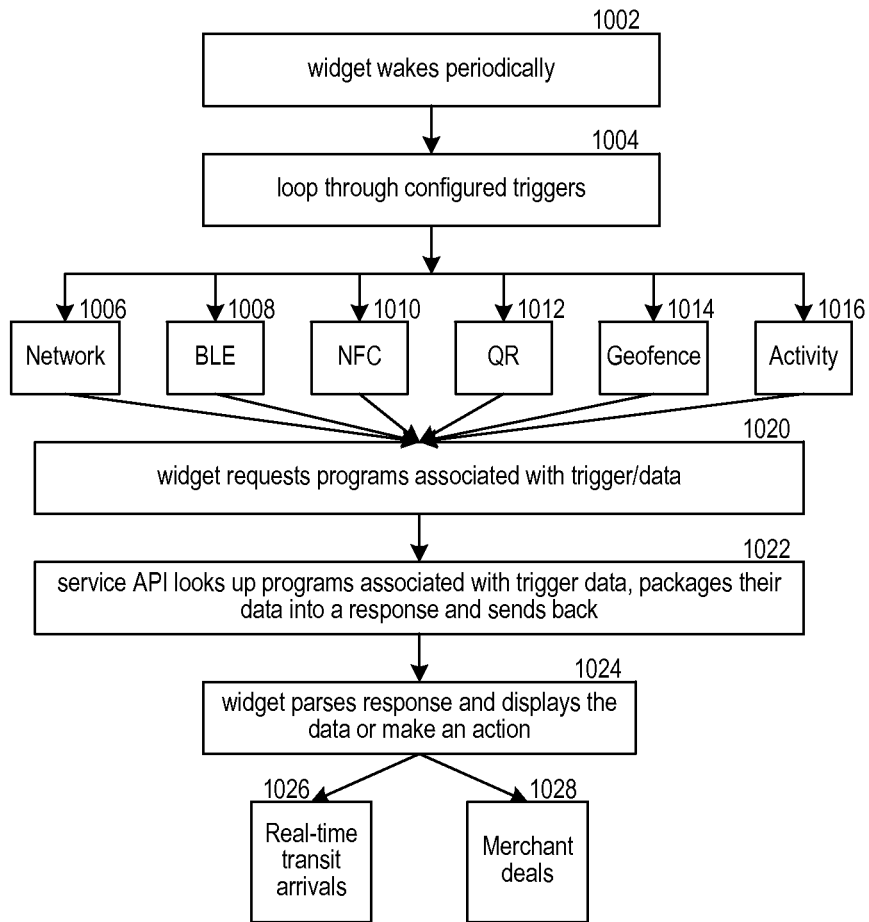 1002
widget wakes periodically
1004
loop through configured triggers
1006 1008 1010 1012 1014 1016
Network BLE NFC QR Geofence Activity
1020
widget requests programs associated with trigger/data
1022
service API looks up programs associated with trigger data, packages their
data into a response and sends back
1024
widget parses response and displays the
data or make an action
1026
Real-time
transit
arrivals
1028
Merchant
deals